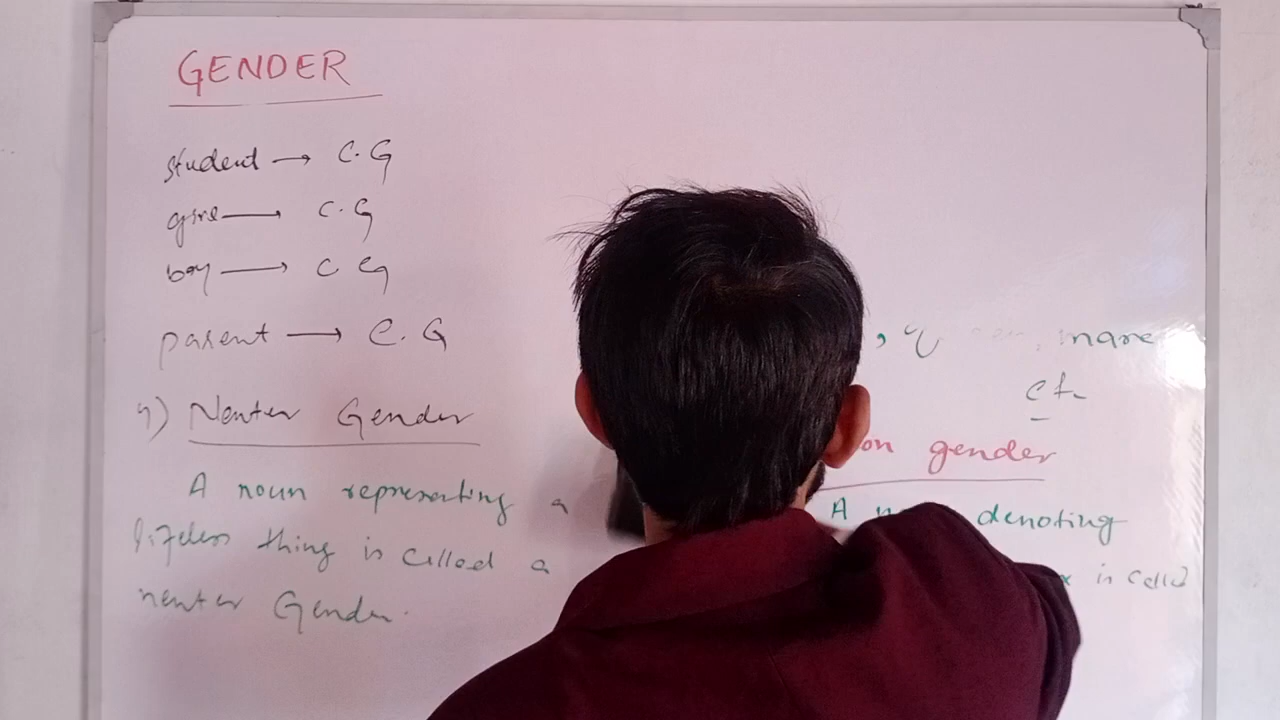 GENDER
student → C.G
girl → C.G
boy → C G
parent → C.G
4) Neuter Gender
A noun representing a
lifeless thing is called a
neuter Gender.
, mare
etc
on gender
A denoting
is called